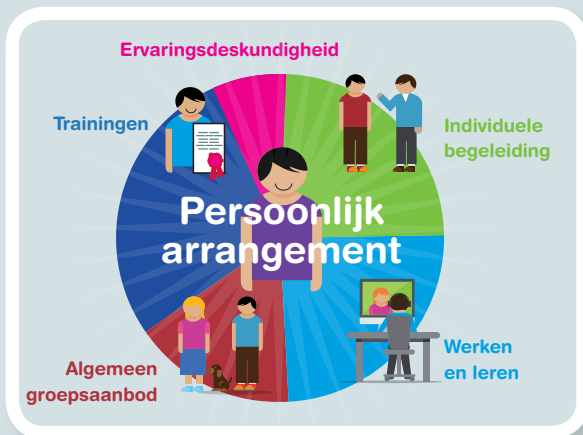 Ervaringsdeskundigheid
Trainingen
Individuele
begeleiding
Persoonlijk
arrangement
Werken
en leren
Algemeen
groepsaanbod